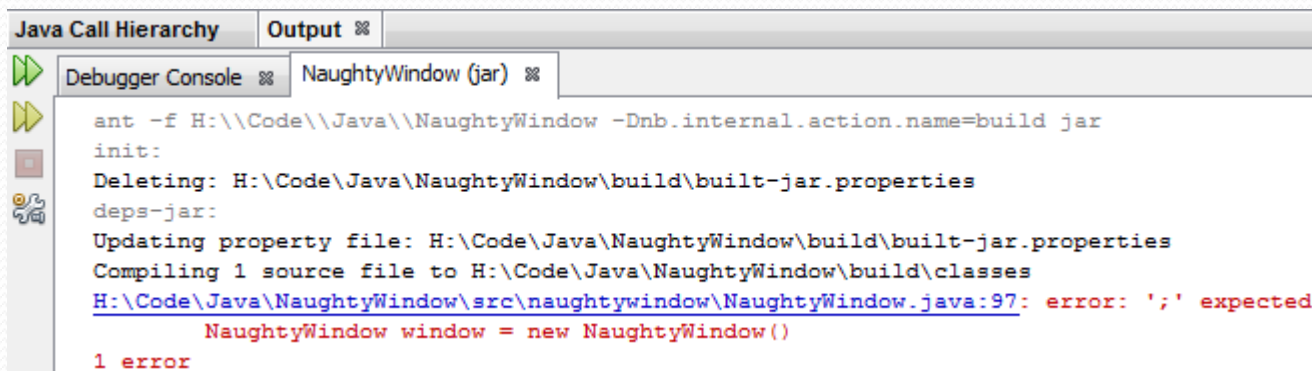 Java Call Hierarchy Output
Debugger Console NaughtyWindow (jar)
ant -f H:\\Code\\Java\\NaughtyWindow -Dnb.internal.action.name=build jar
init:
Deleting: H:\Code\Java\NaughtyWindow\build\built-jar.properties
deps-jar:
Updating property file: H:\Code\Java\NaughtyWindow\build\built-jar.properties
Compiling 1 source file to H:\Code\Java\NaughtyWindow\build\classes
H:\Code\Java\NaughtyWindow\src\naughtywindow\NaughtyWindow.java:97: error: ';' expected
NaughtyWindow window = new NaughtyWindow()
1 error